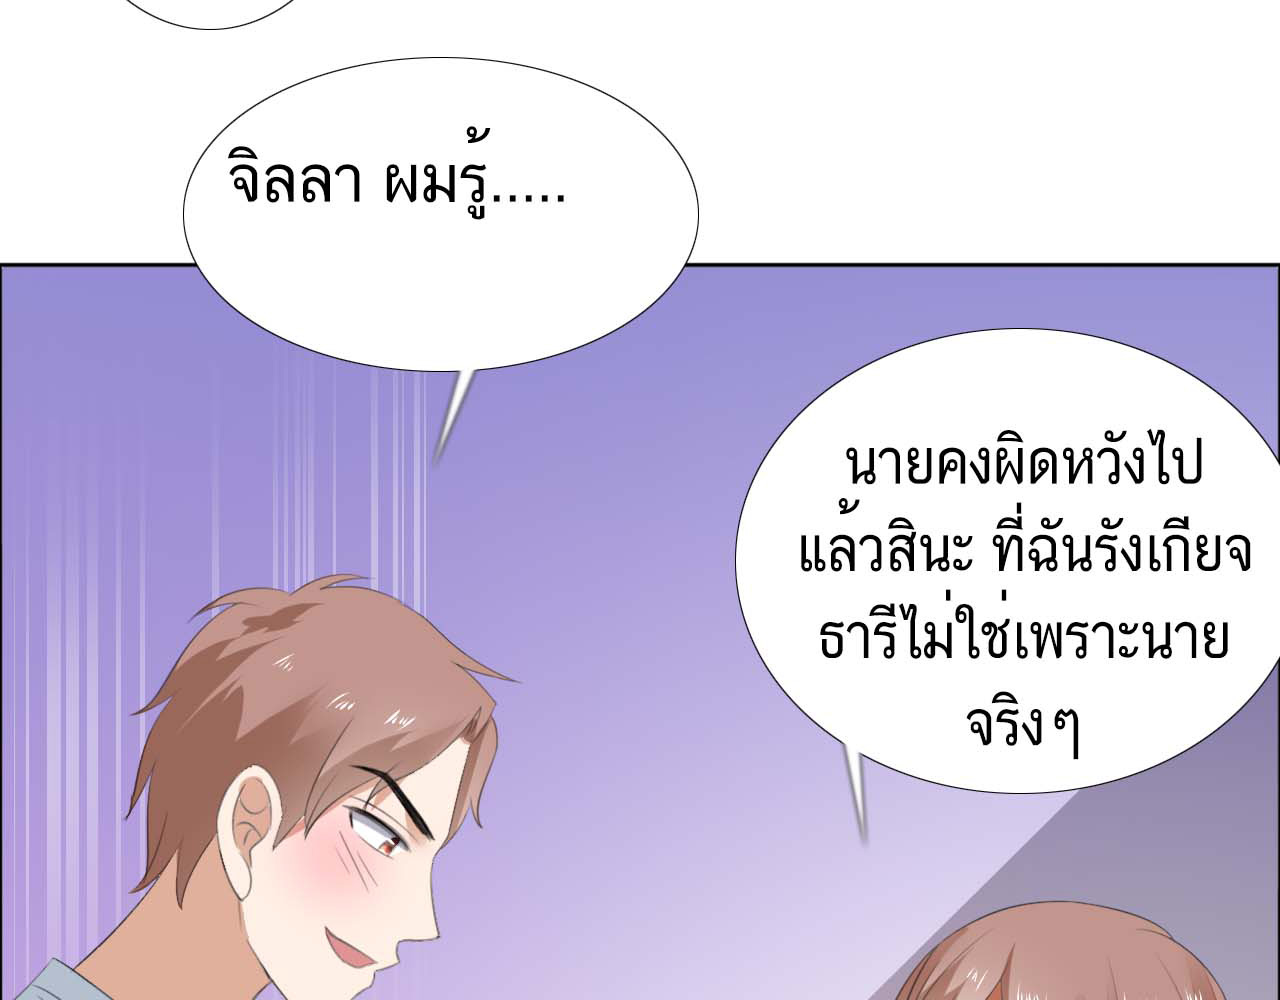 จิลลา ผมรู้.....
นายคงผิดหวังไป
แล้วสินะ ที่ฉันรังเกียจ
ธารีไม่ใช่เพราะนาย
จริงๆ